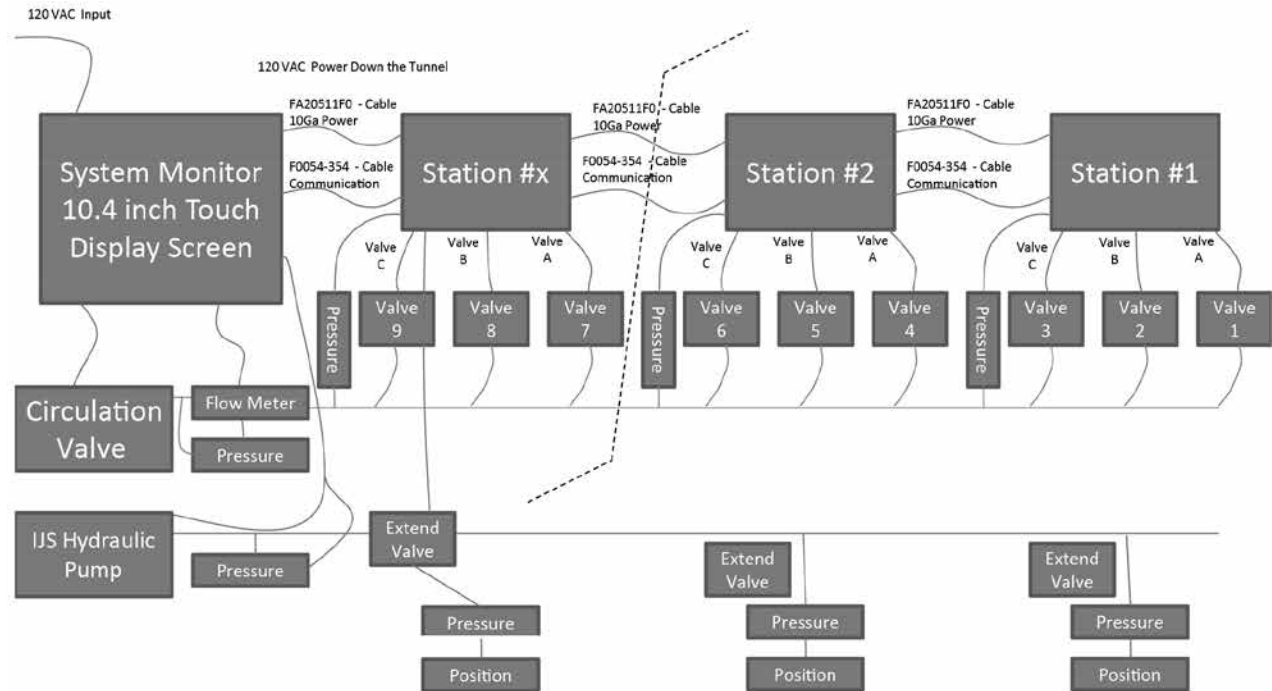 120 VAC Input
120 VAC Power Down the Tunnel
FA20511F0 - Cable
10Ga Power
FA20511F0 - Cable
10Ga Power
FA20511F0 - Cable
10Ga Power
System Monitor
10.4 inch Touch
Display Screen
F0054-354 - Cable
Communication
Station #x
F0054-354 - Cable
Communication
Station #2
F0054-354 - Cable
Communication
Station #1
Valve
C
Valve
B
Valve
A
Valve
C
Valve
B
Valve
A
Valve
C
Valve
B
Valve
A
Pressure
Valve
9
Valve
8
Valve
7
Pressure
Valve
6
Valve
5
Valve
4
Pressure
Valve
3
Valve
2
Valve
1
Circulation
Valve
Flow Meter
Pressure
IJS Hydraulic
Pump
Pressure
Extend
Valve
Extend
Valve
Extend
Valve
Pressure
Position
Pressure
Position
Pressure
Position